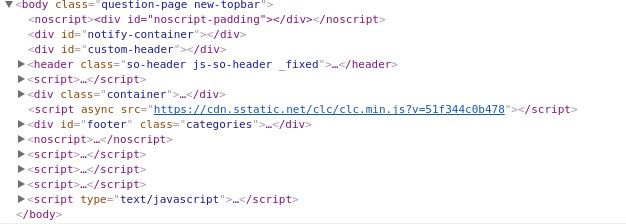 ▼<body class="question-page new-topbar">
<noscript><div id="noscript-padding"></div></noscript>
<div id="notify-container"></div>
<div id="custom-header"></div>
▶<header class="so-header js-so-header _fixed">…</header>
▶<script>…</script>
▶<div class="container">…</div>
<script async src="https://cdn.sstatic.net/clc/clc.min.js?v=51f344c0b478"></script>
▶<div id="footer" class="categories">…</div>
▶<noscript>…</noscript>
▶<script>…</script>
▶<script>…</script>
▶<script>…</script>
▶<script type="text/javascript">…</script>
</body>